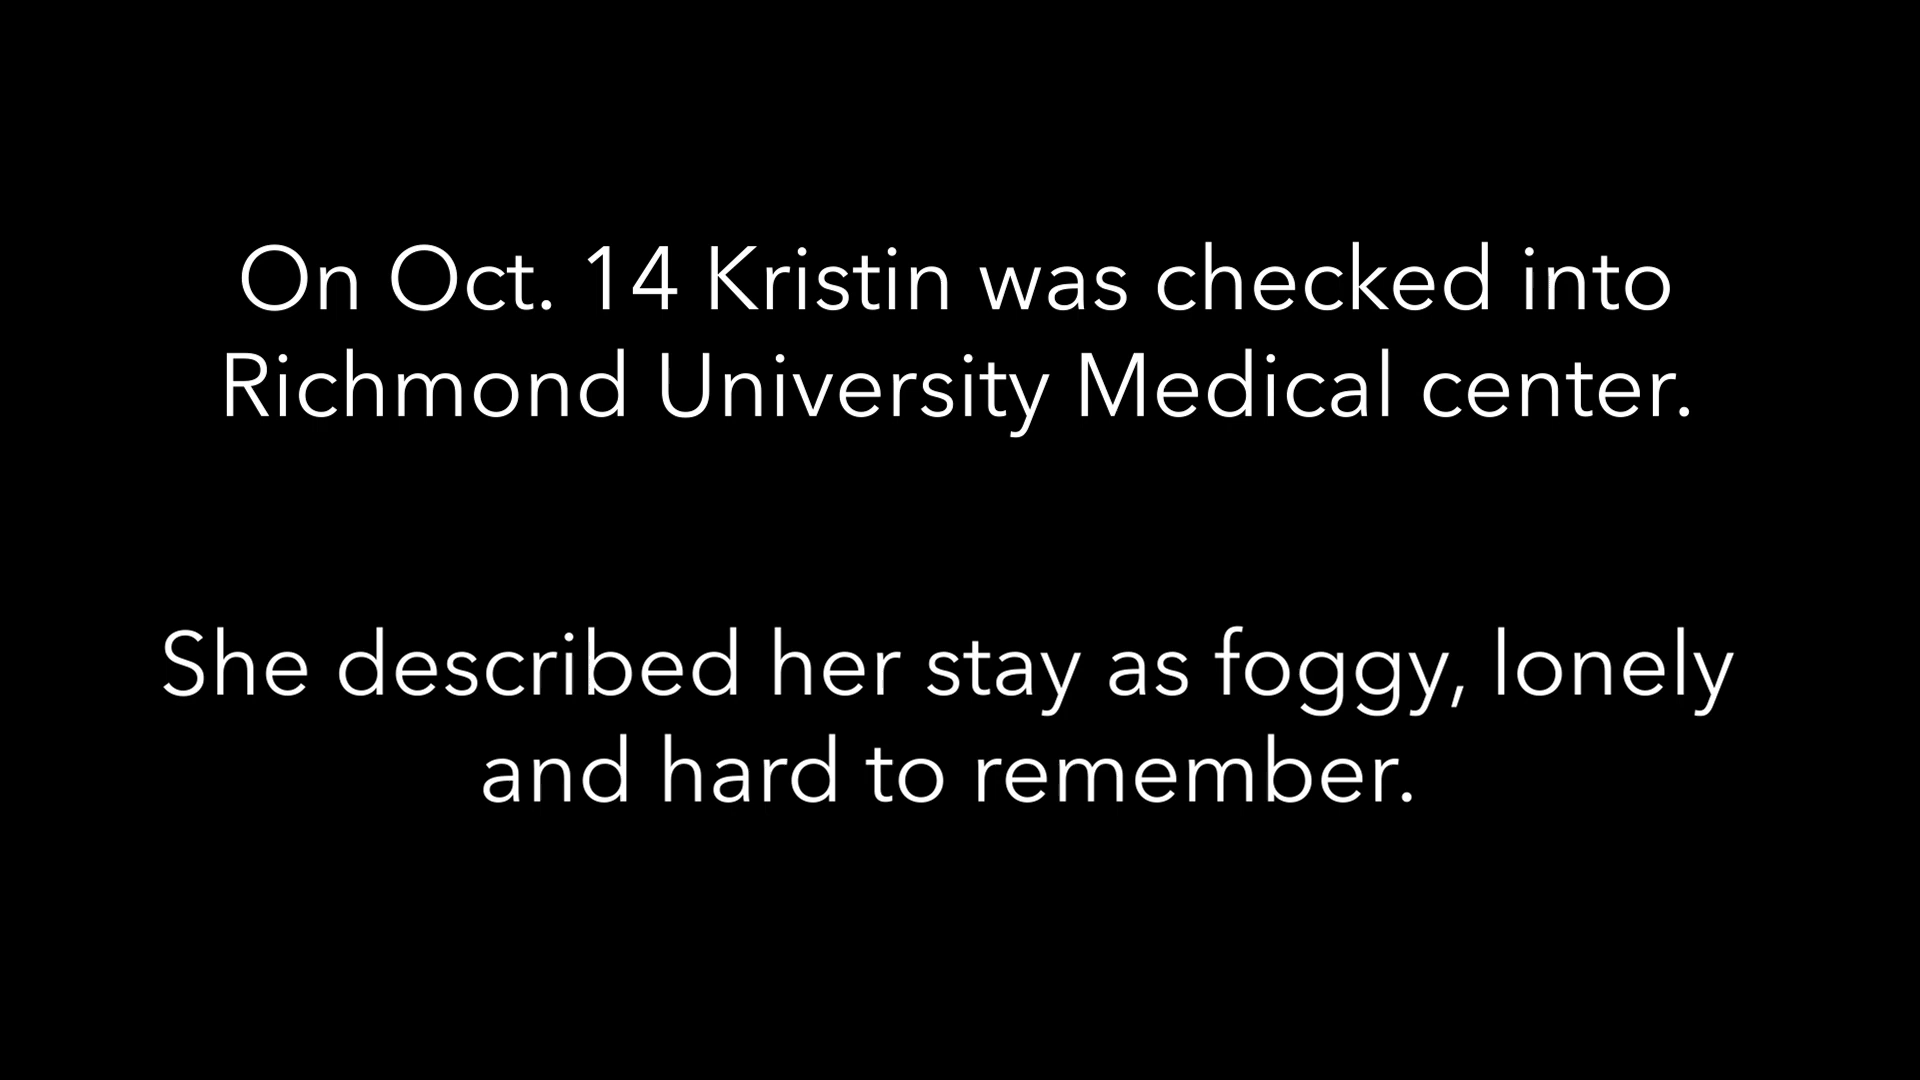 On Oct. 14 Kristin was checked into
Richmond University Medical center.
She described her stay as foggy, lonely
and hard to remember.